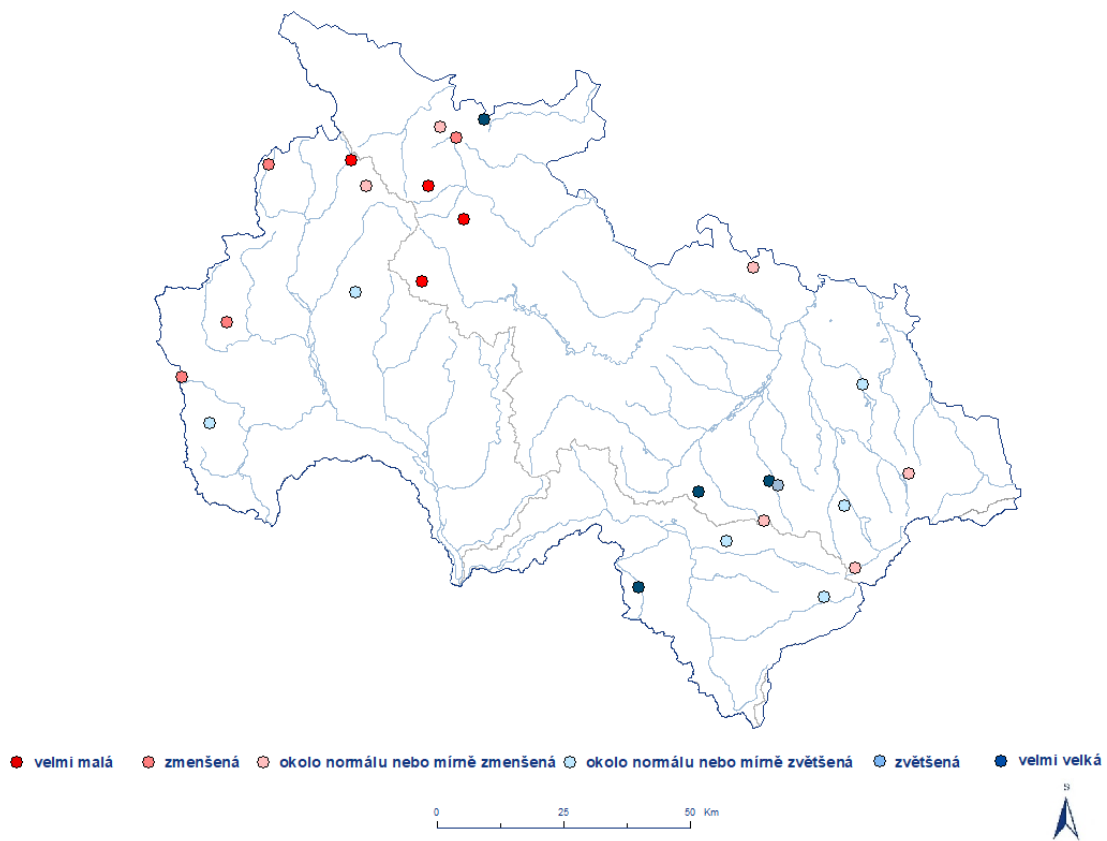 velmi malá zmenšená okolo normálu nebo mírně zmenšená okolo normálu nebo mírně zvětšená zvětšená velmi velká
0 25 50 Km
S